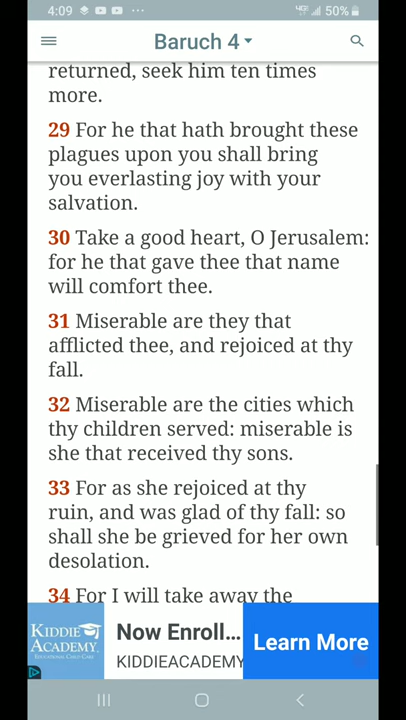 4:09 50%
Baruch 4
returned, seek him ten times
more.
29 For he that hath brought these
plagues upon you shall bring
you everlasting joy with your
salvation.
30 Take a good heart, O Jerusalem:
for he that gave thee that name
will comfort thee.
31 Miserable are they that
afflicted thee, and rejoiced at thy
fall.
32 Miserable are the cities which
thy children served: miserable is
she that received thy sons.
33 For as she rejoiced at thy
ruin, and was glad of thy fall: so
shall she be grieved for her own
desolation.
34 For I will take away the
KIDDIE
ACADEMY
EDUCATIONAL CHILD CARE
Now Enroll...
KIDDIEACADEMY
Learn More